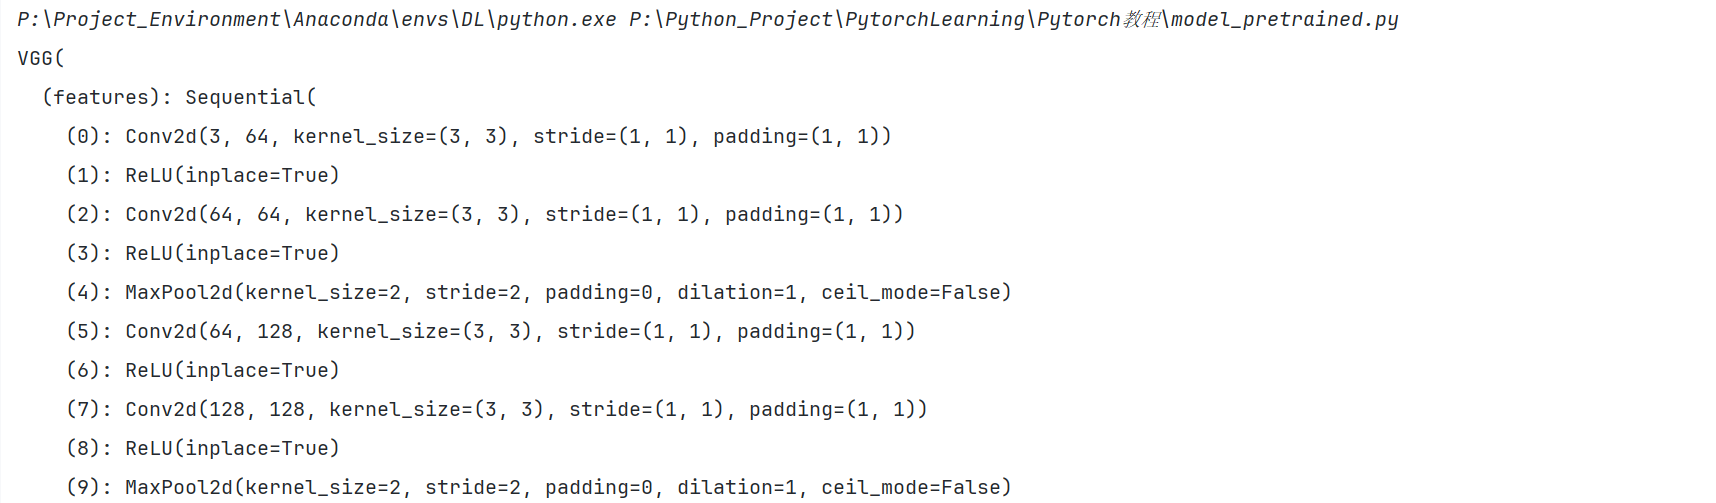 P:\Project_Environment\Anaconda\envs\DL\python.exe P:\Python_Project\PytorchLearning\Pytorch教程\model_pretrained.py
VGG(
  (features): Sequential(
    (0): Conv2d(3, 64, kernel_size=(3, 3), stride=(1, 1), padding=(1, 1))
    (1): ReLU(inplace=True)
    (2): Conv2d(64, 64, kernel_size=(3, 3), stride=(1, 1), padding=(1, 1))
    (3): ReLU(inplace=True)
    (4): MaxPool2d(kernel_size=2, stride=2, padding=0, dilation=1, ceil_mode=False)
    (5): Conv2d(64, 128, kernel_size=(3, 3), stride=(1, 1), padding=(1, 1))
    (6): ReLU(inplace=True)
    (7): Conv2d(128, 128, kernel_size=(3, 3), stride=(1, 1), padding=(1, 1))
    (8): ReLU(inplace=True)
    (9): MaxPool2d(kernel_size=2, stride=2, padding=0, dilation=1, ceil_mode=False)